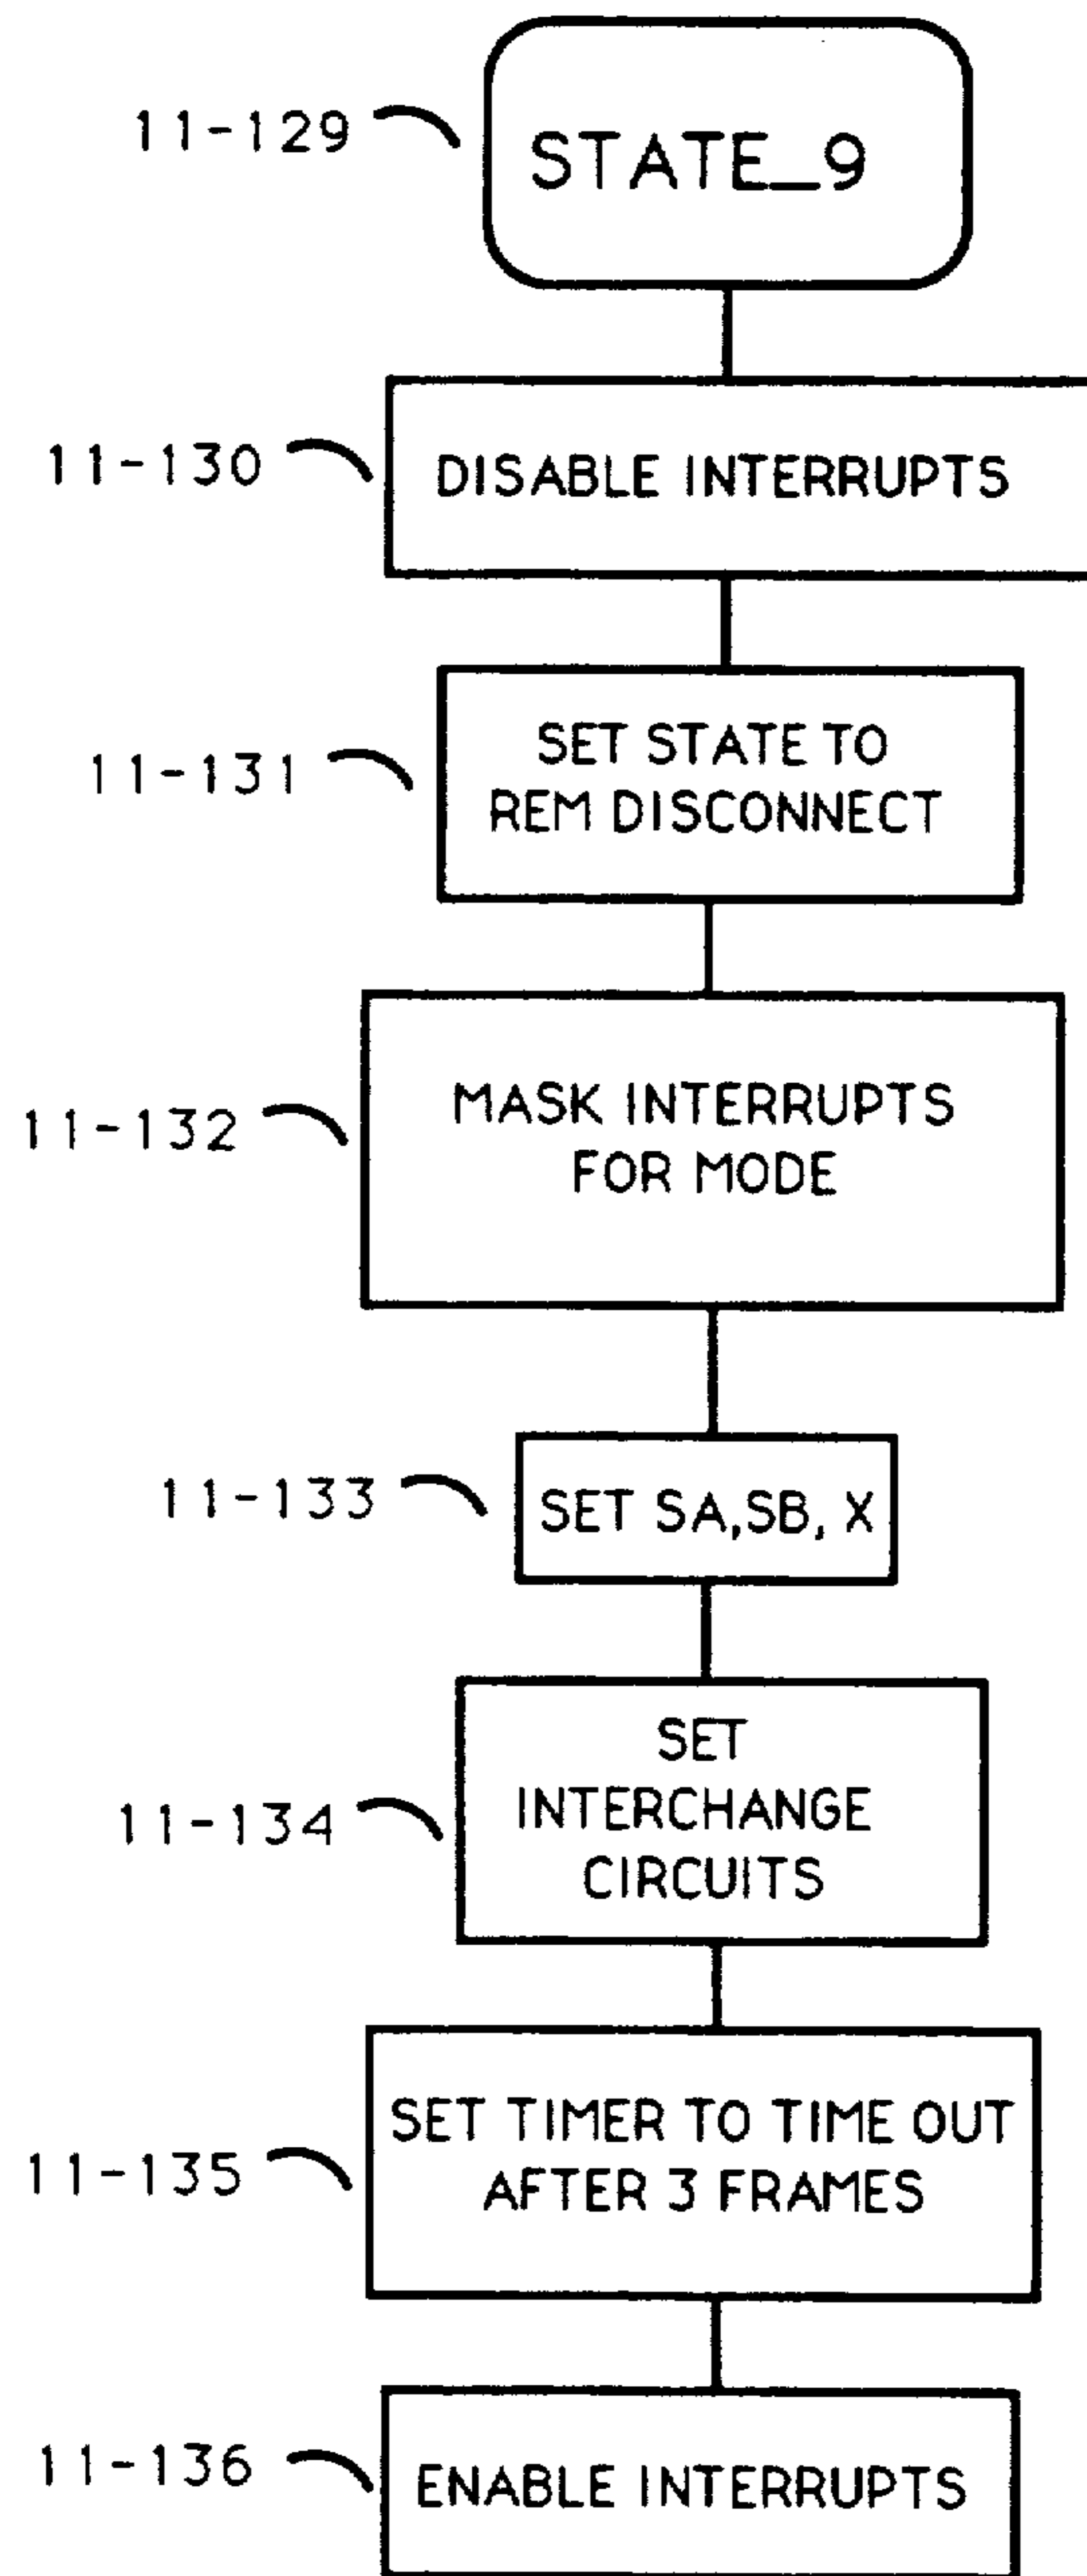 11-129
STATE_9
11-130
DISABLE INTERRUPTS
11-131
SET STATE TO
REM DISCONNECT
11-132
MASK INTERRUPTS
FOR MODE
11-133
SET SA,SB, X
11-134
SET
INTERCHANGE
CIRCUITS
11-135
SET TIMER TO TIME OUT
AFTER 3 FRAMES
11-136
ENABLE INTERRUPTS